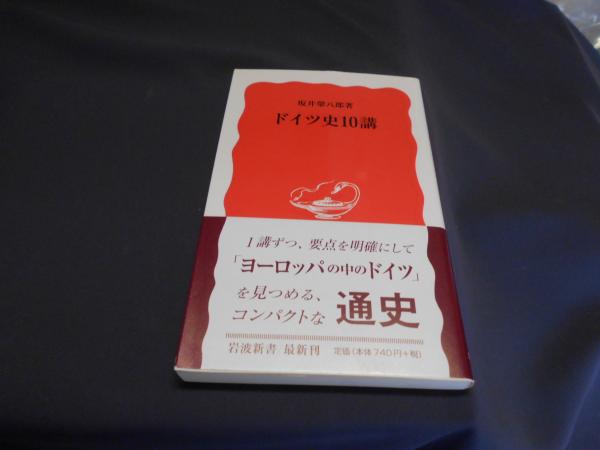 坂井榮八郎著
ドイツ史10講
1講ずつ、要点を明確にして
「ヨーロッパの中のドイツ」
を見つめる、
コンパクトな 通史
岩波新書 最新刊 定価(本体740円+税)